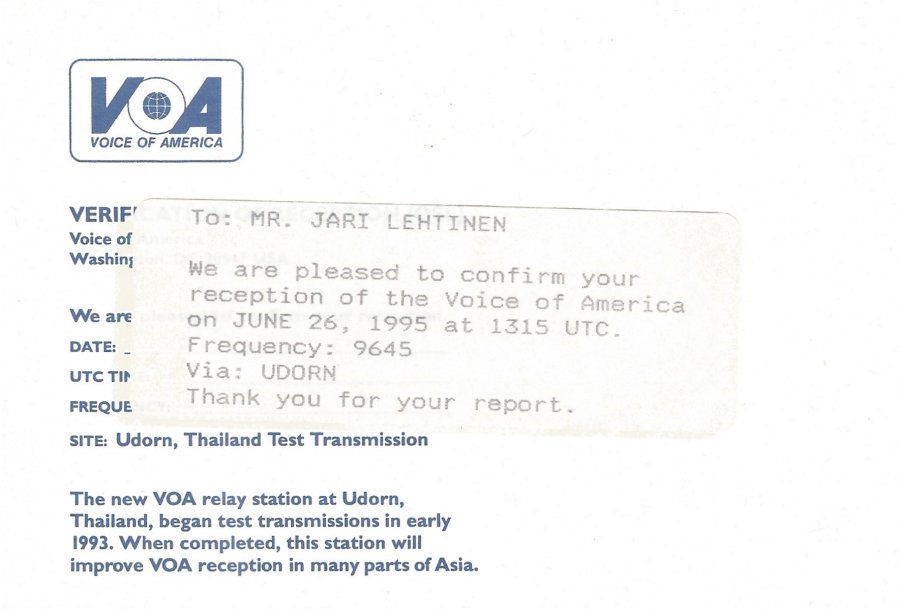 VOA
VOICE OF AMERICA
VERIF
Voice of
Washing
To: MR. JARI LEHTINEN
We are pleased to confirm your
reception of the Voice of America
on JUNE 26, 1995 at 1315 UTC.
Frequency: 9645
Via: UDORN
Thank you for your report.
We are
DATE:
UTC TIM
FREQUE
SITE: Udorn, Thailand Test Transmission
The new VOA relay station at Udorn,
Thailand, began test transmissions in early
1993. When completed, this station will
improve VOA reception in many parts of Asia.